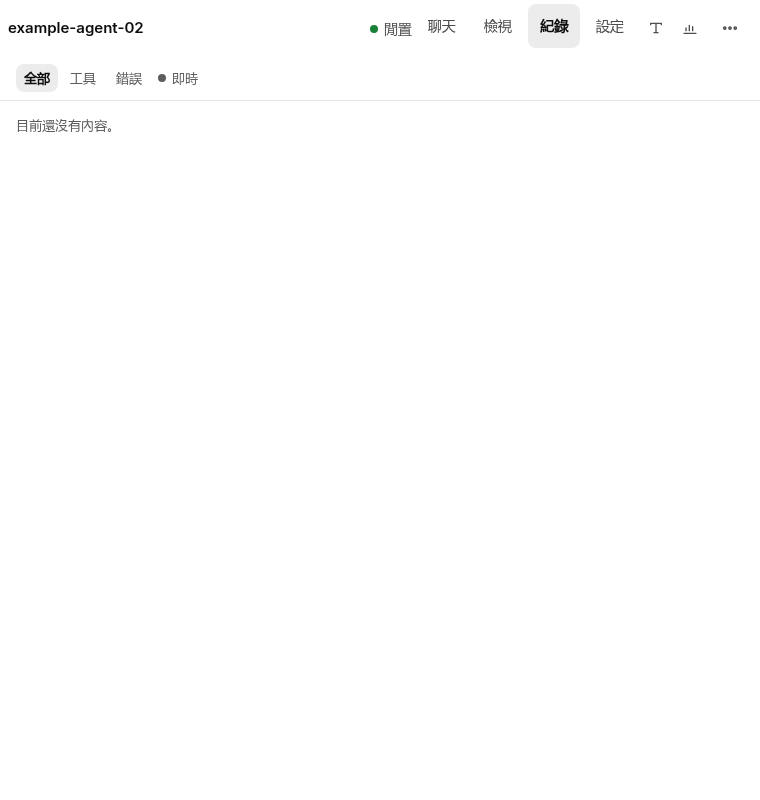 example-agent-02
閒置
聊天
檢視
紀錄
設定
全部
工具
錯誤
即時
目前還沒有內容。